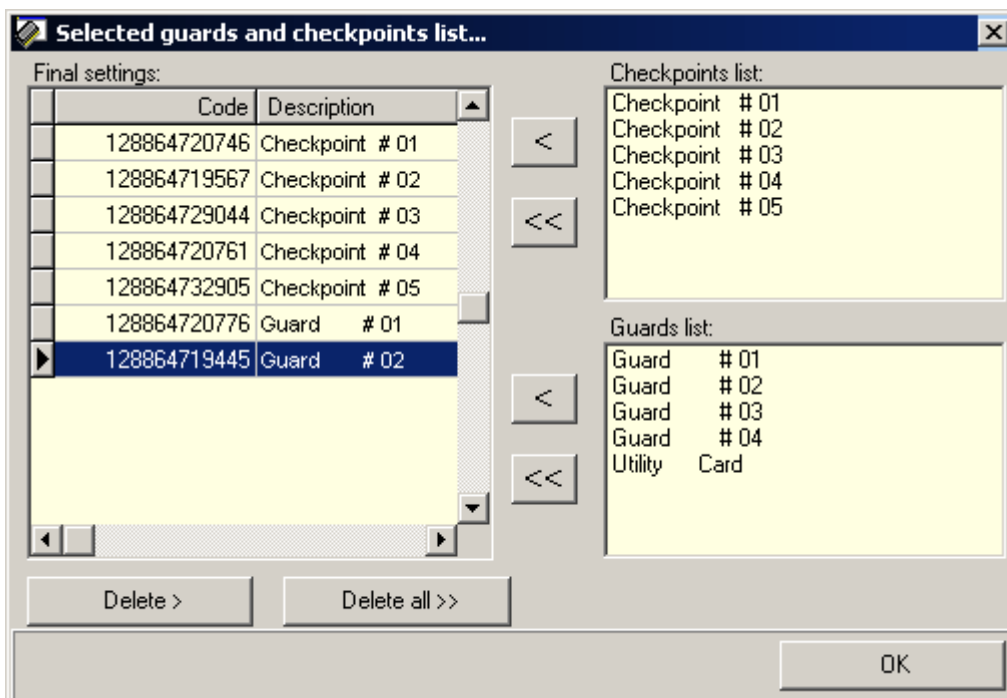 Selected guards and checkpoints list...
Final settings:
Code Description
128864720746 Checkpoint # 01
128864719567 Checkpoint # 02
128864729044 Checkpoint # 03
128864720761 Checkpoint # 04
128864732905 Checkpoint # 05
128864720776 Guard # 01
128864719445 Guard # 02
<
<<
<
<<
Checkpoints list:
Checkpoint # 01
Checkpoint # 02
Checkpoint # 03
Checkpoint # 04
Checkpoint # 05
Guards list:
Guard # 01
Guard # 02
Guard # 03
Guard # 04
Utility Card
Delete >
Delete all >>
OK